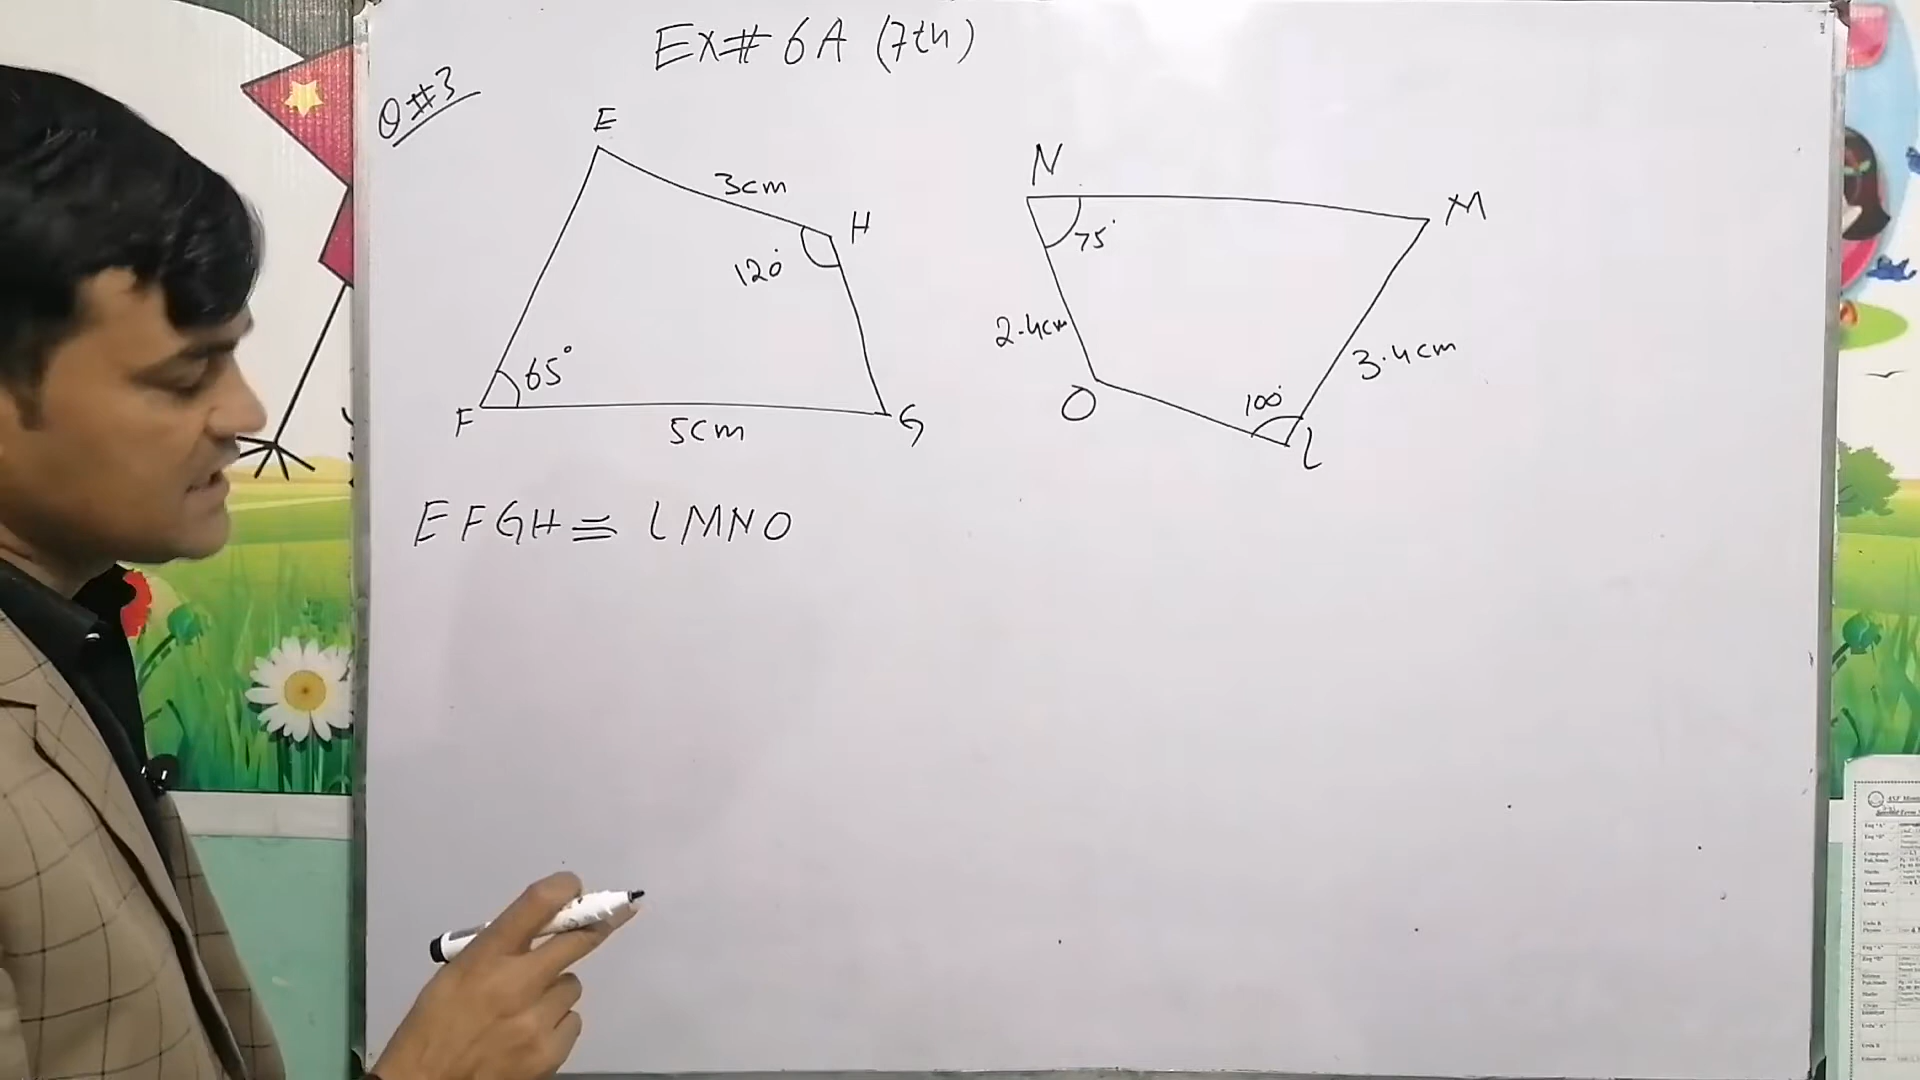 Ex# 6A (7th)
Q#3
E
3cm
H
120°
65°
F
5cm
G
N
M
75°
2.4cm
3.4cm
O
100°
L
EFGH ≡ LMNO